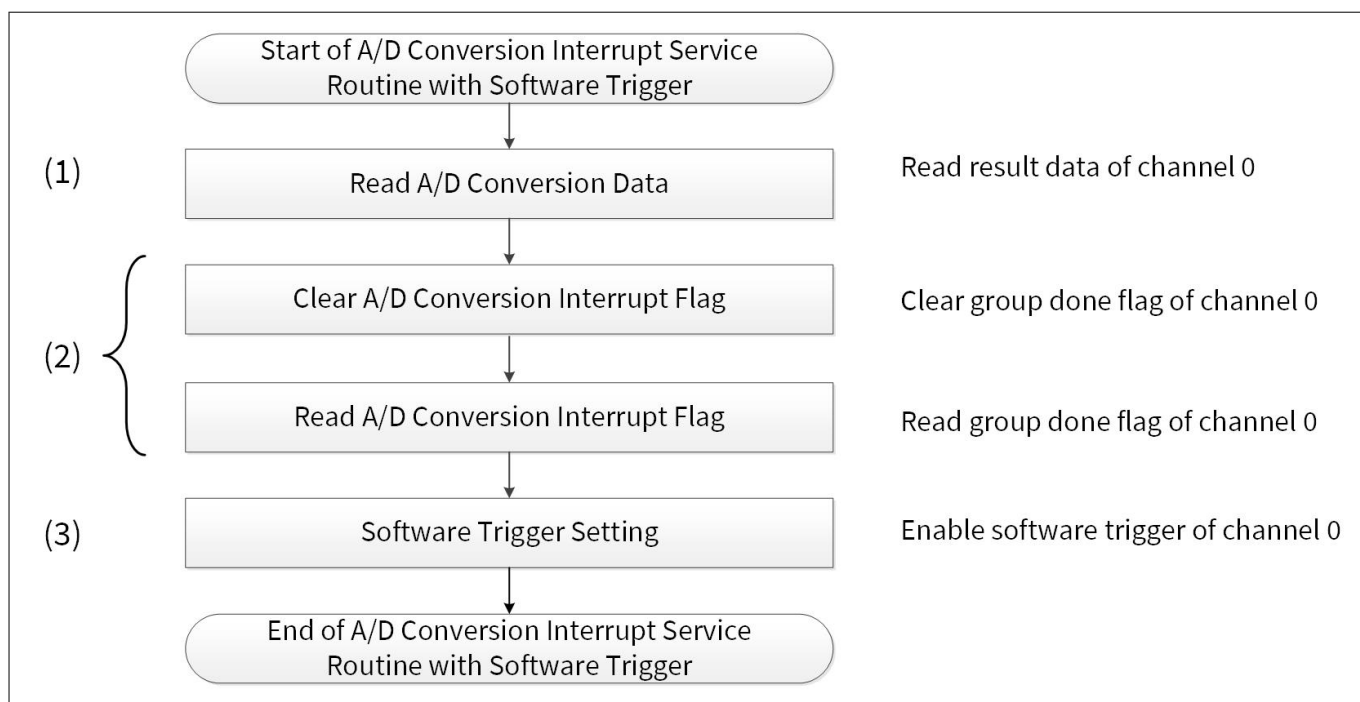 Start of A/D Conversion Interrupt Service
Routine with Software Trigger
(1)
Read A/D Conversion Data
Read result data of channel 0
(2)
Clear A/D Conversion Interrupt Flag
Clear group done flag of channel 0
Read A/D Conversion Interrupt Flag
Read group done flag of channel 0
(3)
Software Trigger Setting
Enable software trigger of channel 0
End of A/D Conversion Interrupt Service
Routine with Software Trigger